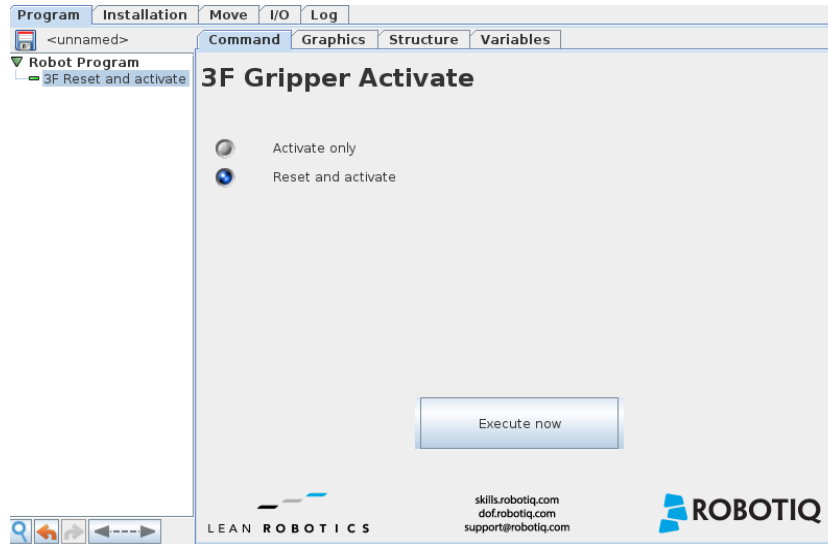 Program Installation Move I/O Log
<unnamed> Command Graphics Structure Variables
Robot Program
3F Reset and activate
3F Gripper Activate
Activate only
Reset and activate
Execute now
LEAN ROBOTICS
skills.robotiq.com
dof.robotiq.com
support@robotiq.com
ROBOTIQ